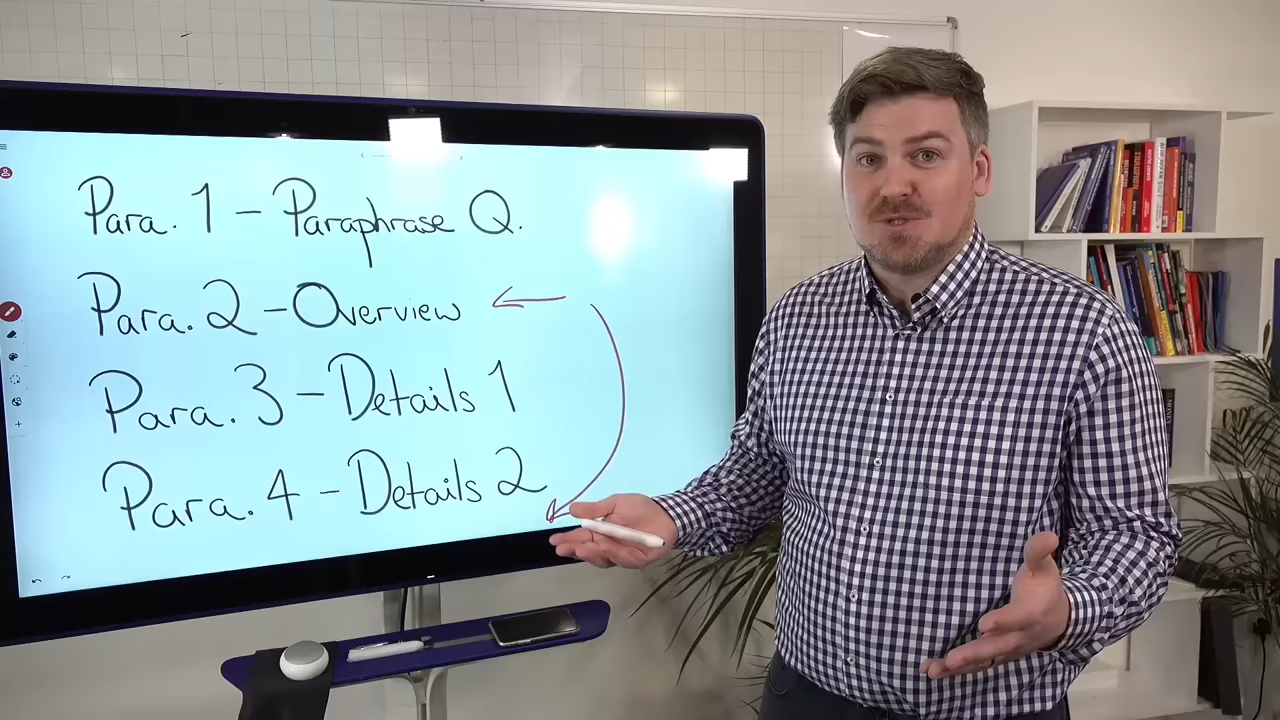 Para. 1 - Paraphrase Q.
Para. 2 - Overview
Para. 3 - Details 1
Para. 4 - Details 2